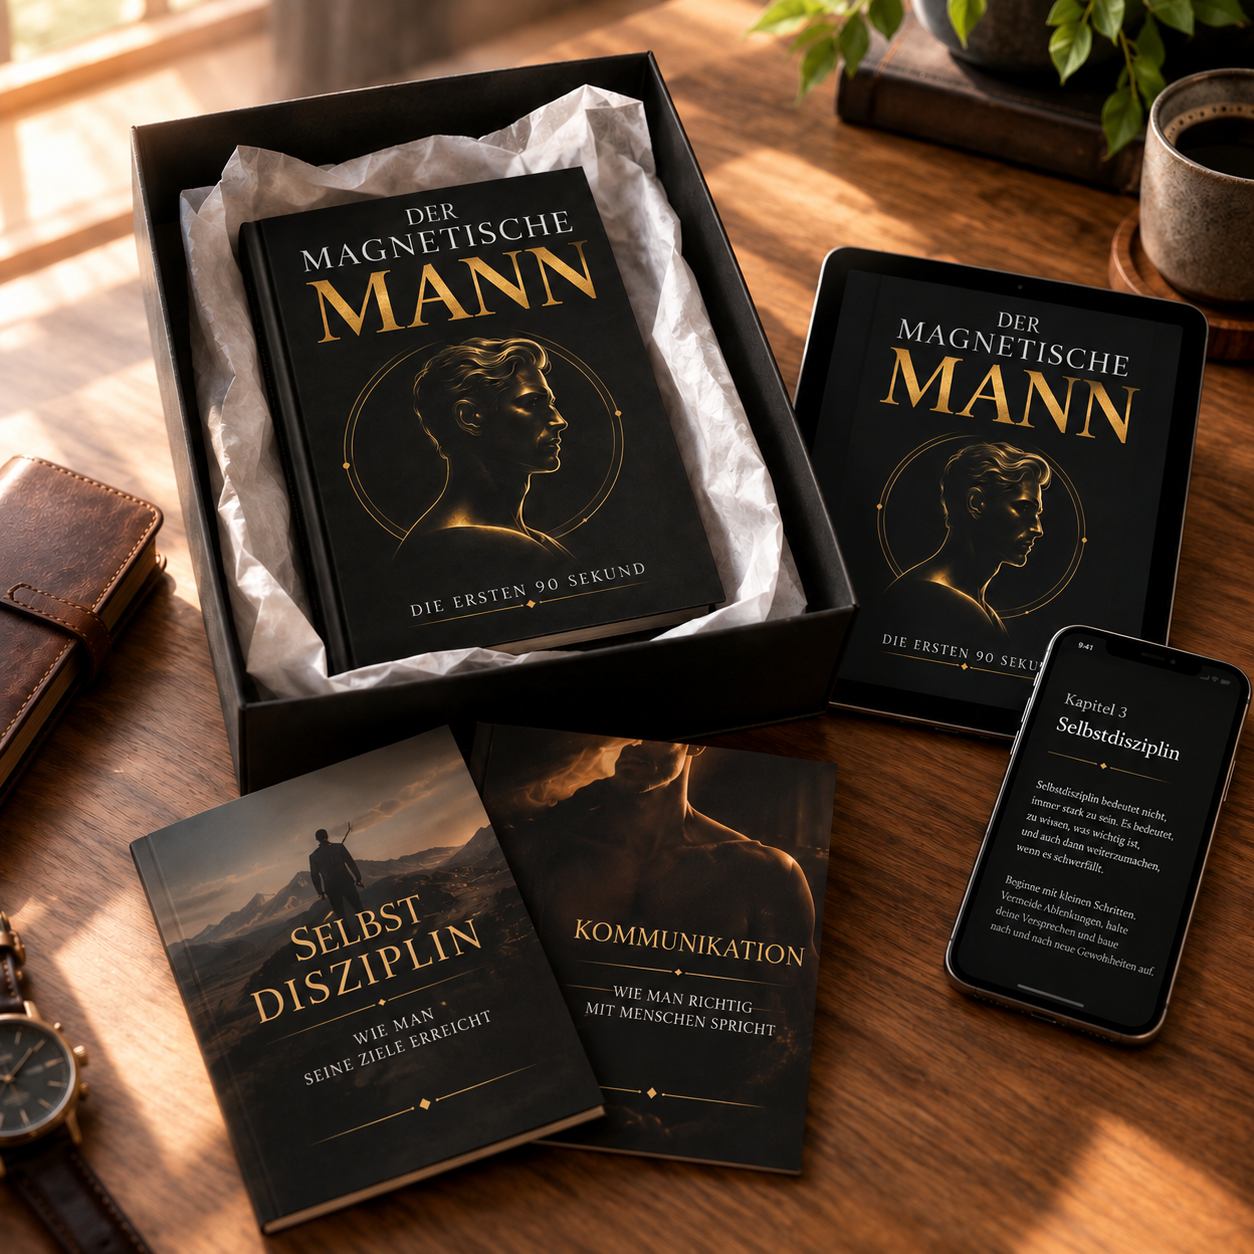 DER
MAGNETISCHE
MANN
DIE ERSTEN 90 SEKUND
DER
MAGNETISCHE
MANN
DIE ERSTEN 90 SEKU
9:41
Kapitel 3
Selbstdisziplin
Selbstdisziplin bedeutet nicht,
immer stark zu sein. Es bedeutet,
zu wissen, was wichtig ist,
und auch dann weiterzumachen,
wenn es schwerfällt.
Beginne mit kleinen Schritten.
Vermeide Ablenkungen, halte
deine Versprechen und baue
nach und nach neue Gewohnheiten auf.
SELBST
DISZIPLIN
WIE MAN
SEINE ZIELE ERREICHT
KOMMUNIKATION
WIE MAN RICHTIG
MIT MENSCHEN SPRICHT